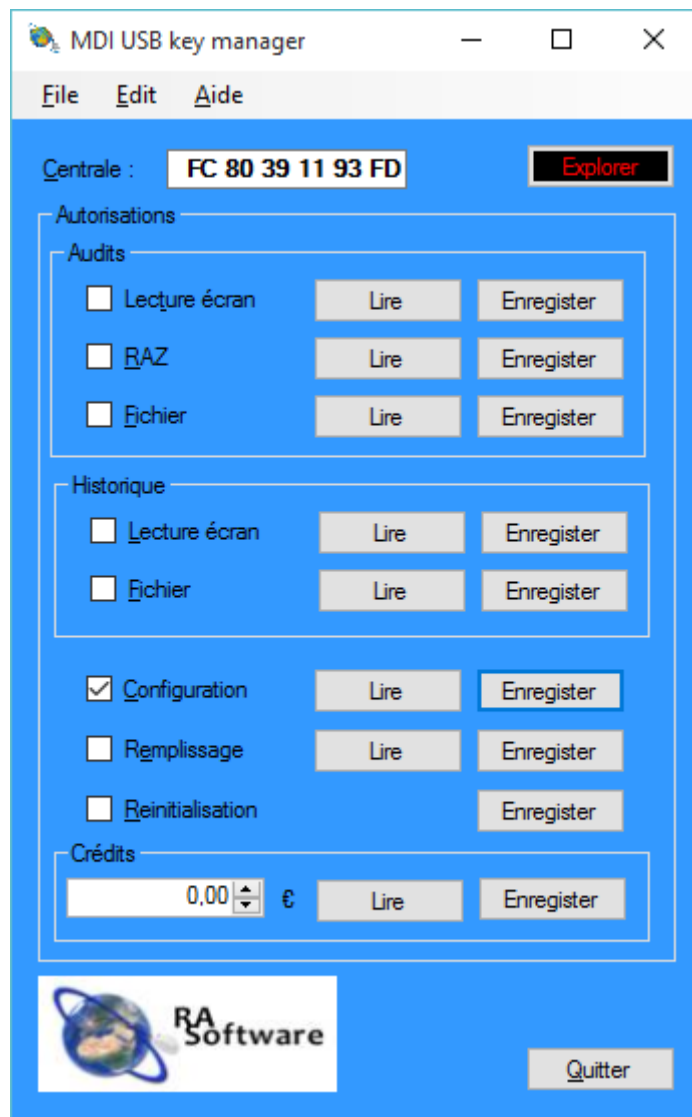 MDI USB key manager
File Edit Aide
Centrale : FC 80 39 11 93 FD Explorer
Autorisations
Audits
Lecture écran Lire Enregister
RAZ Lire Enregister
Fichier Lire Enregister
Historique
Lecture écran Lire Enregister
Fichier Lire Enregister
Configuration Lire Enregister
Remplissage Lire Enregister
Reinitialisation Enregister
Crédits
0,00 € Lire Enregister
RA
Software
Quitter